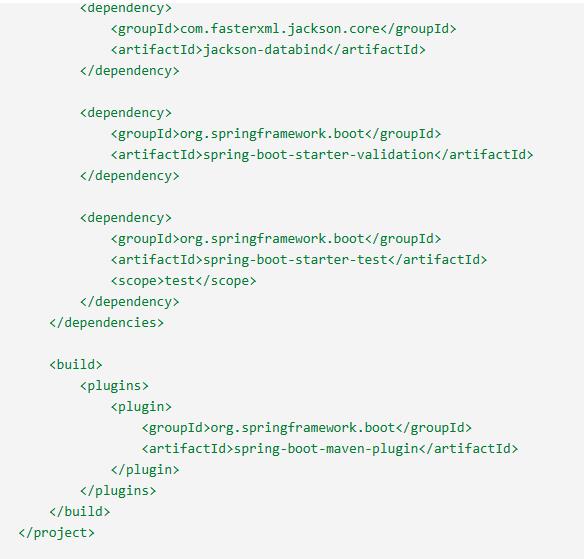 <dependency>
<groupId>com.fasterxml.jackson.core</groupId>
<artifactId>jackson-databind</artifactId>
</dependency>
<dependency>
<groupId>org.springframework.boot</groupId>
<artifactId>spring-boot-starter-validation</artifactId>
</dependency>
<dependency>
<groupId>org.springframework.boot</groupId>
<artifactId>spring-boot-starter-test</artifactId>
<scope>test</scope>
</dependency>
</dependencies>
<build>
<plugins>
<plugin>
<groupId>org.springframework.boot</groupId>
<artifactId>spring-boot-maven-plugin</artifactId>
</plugin>
</plugins>
</build>
</project>